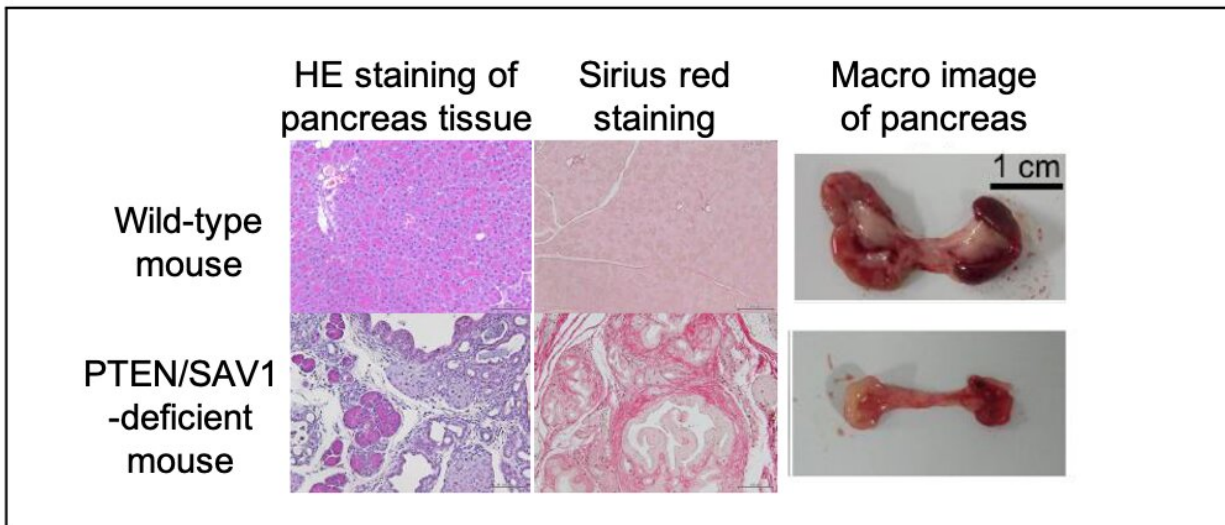 HE staining of
pancreas tissue
Sirius red
staining
Macro image
of pancreas
1 cm
Wild-type
mouse
PTEN/SAV1
-deficient
mouse